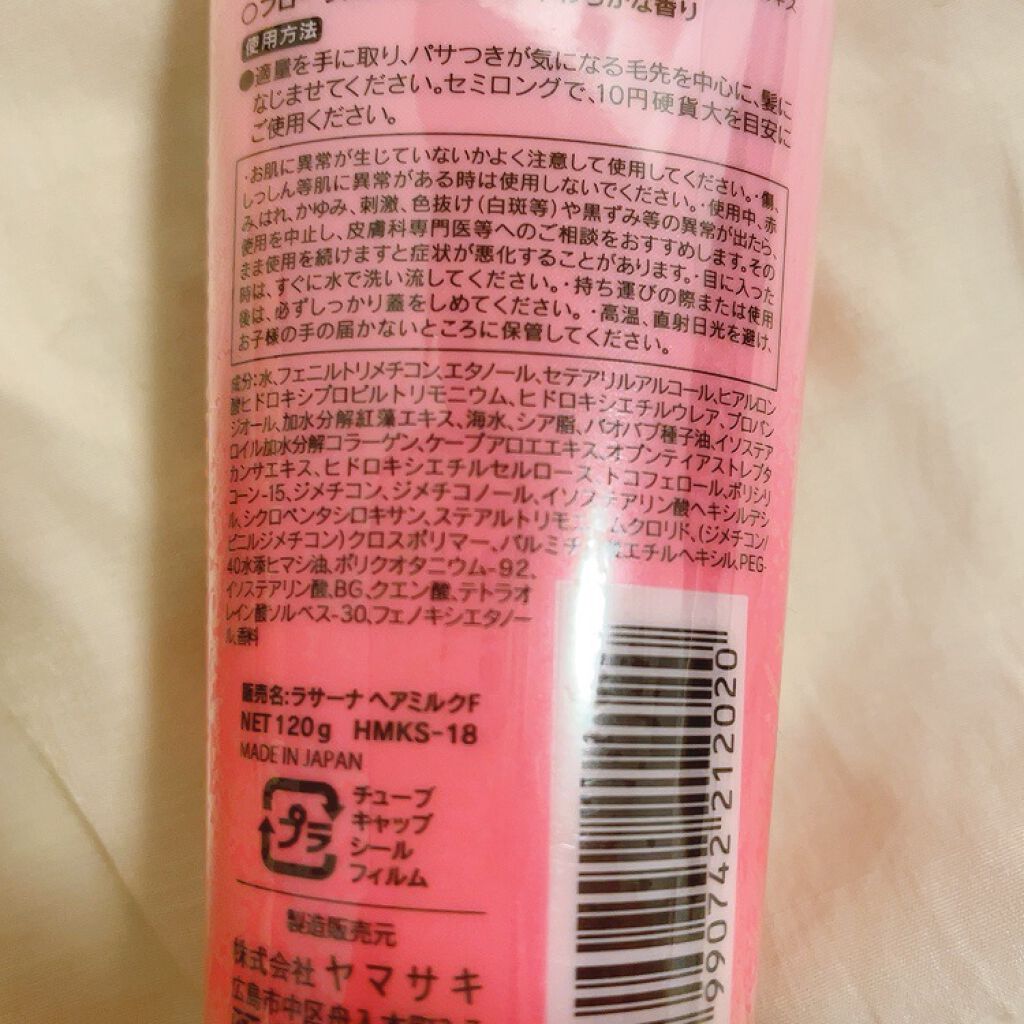 かな香り
使用方法
●適量を手に取り、パサつきが気になる毛先を中心に、髪に
なじませてください。セミロングで、10円硬貨大を目安に
ご使用ください。
・お肌に異常が生じていないかよく注意して使用してください。・傷、
しっしん等肌に異常がある時は使用しないでください。・使用中、赤
み、はれ、かゆみ、刺激、色抜け(白斑等)や黒ずみ等の異常が出たら、
使用を中止し、皮膚科専門医等へのご相談をおすすめします。その
まま使用を続けますと症状が悪化することがあります。・目に入った
時は、すぐに水で洗い流してください。・持ち運びの際または使用
後は、必ずしっかり蓋をしめてください。・高温、直射日光を避け、
お子様の手の届かないところに保管してください。
成分:水、フェニルトリメチコン、エタノール、セテアリルアルコール、ヒアルロン
酸ヒドロキシプロピルトリモニウム、ヒドロキシエチルウレア、プロパン
ジオール、加水分解紅藻エキス、海水、シア脂、バオバブ種子油、イソステア
ロイル加水分解コラーゲン、ケープアロエエキス、オプンティアストレプタ
カンサエキス、ヒドロキシエチルセルロース、トコフェロール、ポリシリ
コーン-15、ジメチコン、ジメチコノール、イソステアリン酸ヘキシルデシ
ル、シクロペンタシロキサン、ステアルトリモニウムクロリド、(ジメチコン/
ビニルジメチコン)クロスポリマー、パルミチン酸エチルヘキシル、PEG-
40水添ヒマシ油、ポリクオタニウム-92、
イソステアリン酸、BG、クエン酸、テトラオ
レイン酸ソルベス-30、フェノキシエタノー
ル、香料
販売名:ラサーナ ヘアミルクF
NET 120g HMKS-18
MADE IN JAPAN
プラ
チューブ
キャップ
シール
フィルム
製造販売元
株式会社 ヤマサキ
広島市中区舟入本町
990742212020